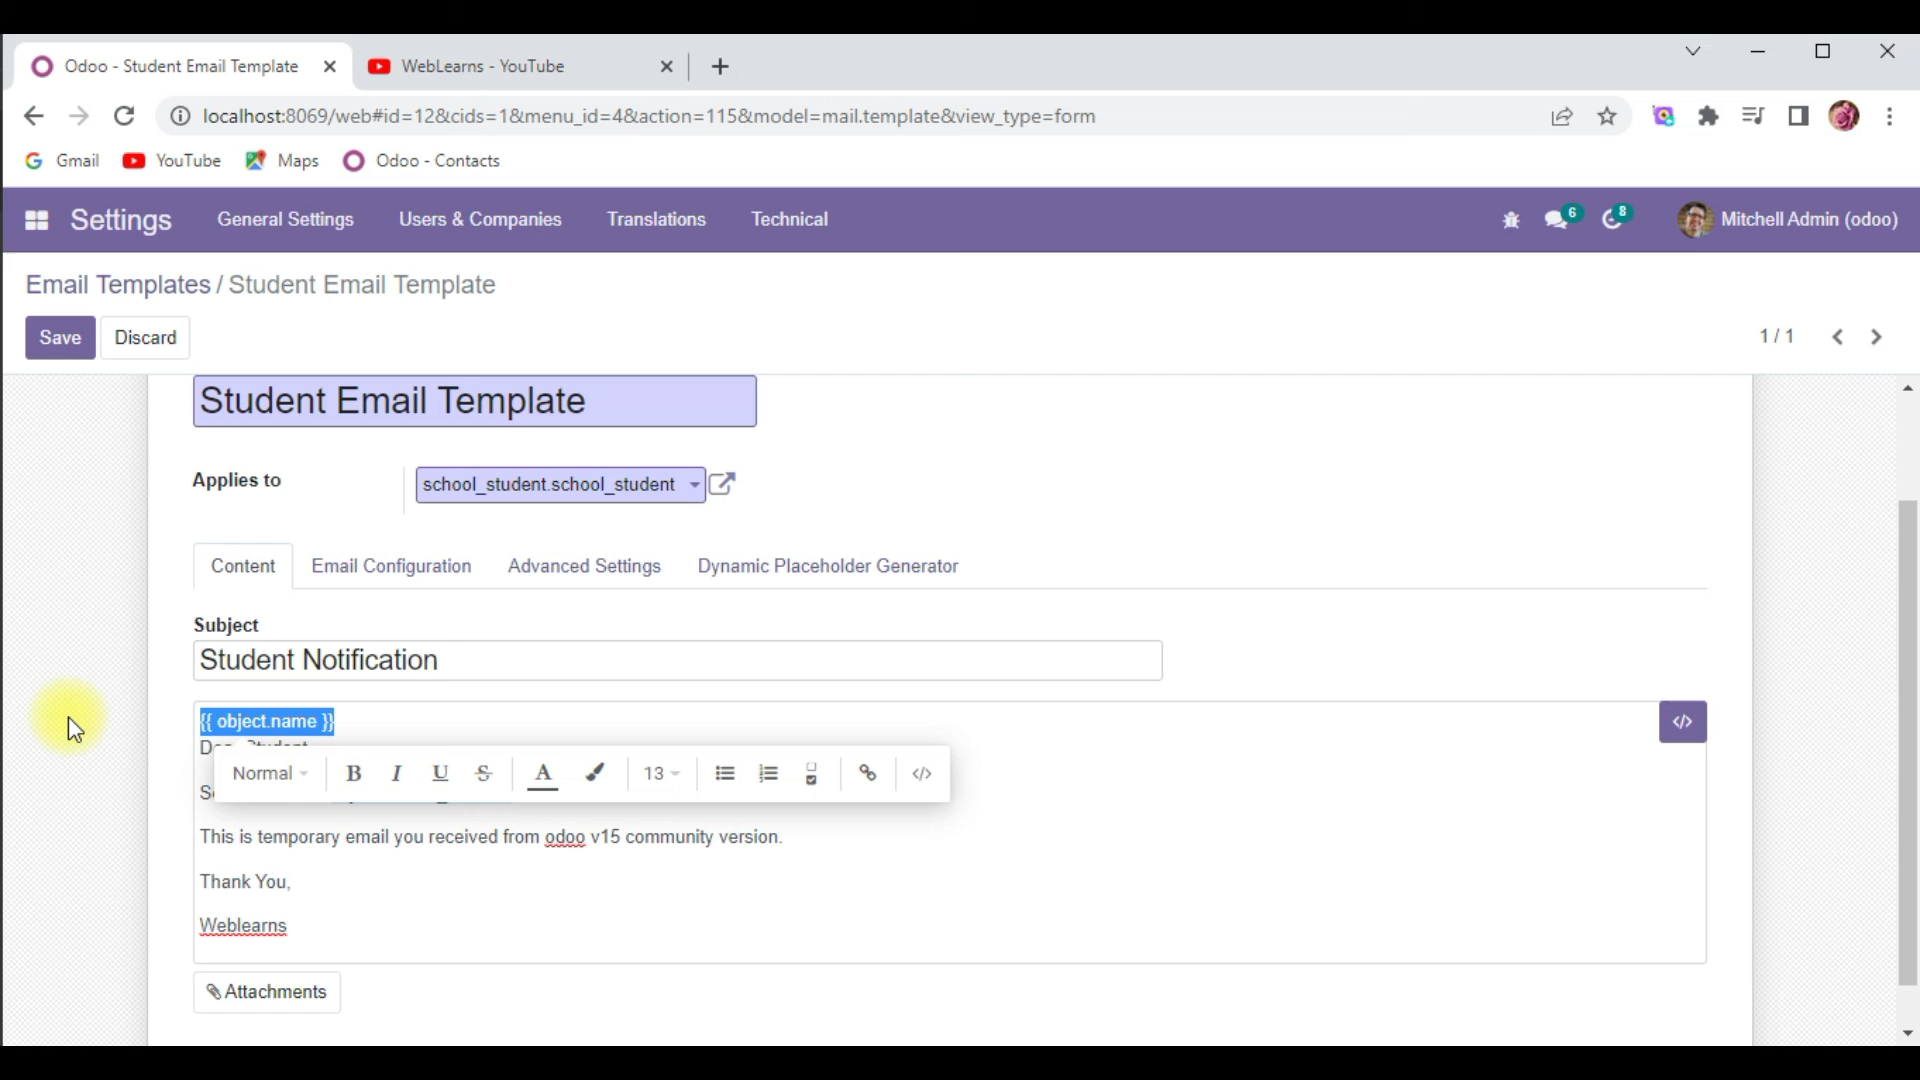 Odoo - Student Email Template
WebLearns - YouTube
localhost:8069/web#id=12&cids=1&menu_id=4&action=115&model=mail.template&view_type=form
Gmail YouTube Maps Odoo - Contacts
Settings General Settings Users & Companies Translations Technical 6 8 Mitchell Admin (odoo)
Email Templates / Student Email Template
Save Discard 1 / 1
Student Email Template
Applies to school_student.school_student
Content Email Configuration Advanced Settings Dynamic Placeholder Generator
Subject
Student Notification
{{ object.name }}
Student
Normal B I U S A 13
This is temporary email you received from odoo v15 community version.
Thank You,
Weblearns
Attachments